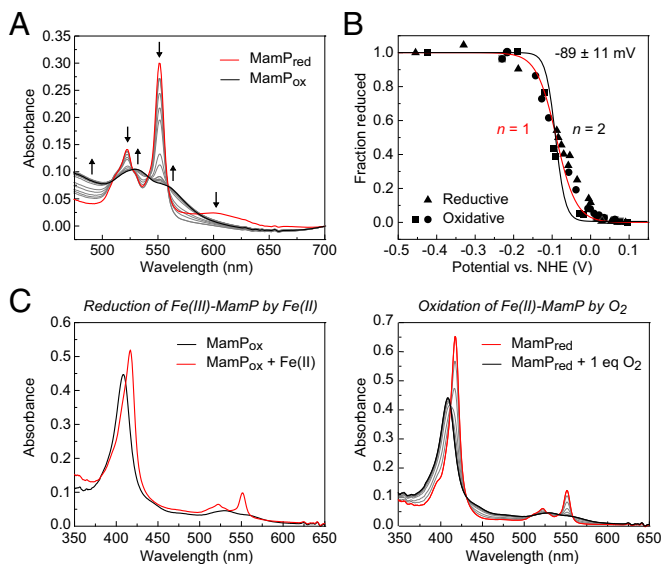 A
MamPred
MamPox
Absorbance
0.35
0.30
0.25
0.20
0.15
0.10
0.05
0.00
500
550
600
650
700
Wavelength (nm)
B
-89 ± 11 mV
n = 1
n = 2
Reductive
Oxidative
Fraction reduced
1.0
0.8
0.6
0.4
0.2
0.0
-0.5
-0.4
-0.3
-0.2
-0.1
0.0
0.1
Potential vs. NHE (V)
C
Reduction of Fe(III)-MamP by Fe(II)
MamPox
MamPox + Fe(II)
Absorbance
0.6
0.5
0.4
0.3
0.2
0.1
0.0
350
400
450
500
550
600
650
Wavelength (nm)
Oxidation of Fe(II)-MamP by O2
MamPred
MamPred + 1 eq O2
Absorbance
0.7
0.6
0.5
0.4
0.3
0.2
0.1
0.0
350
400
450
500
550
600
650
Wavelength (nm)